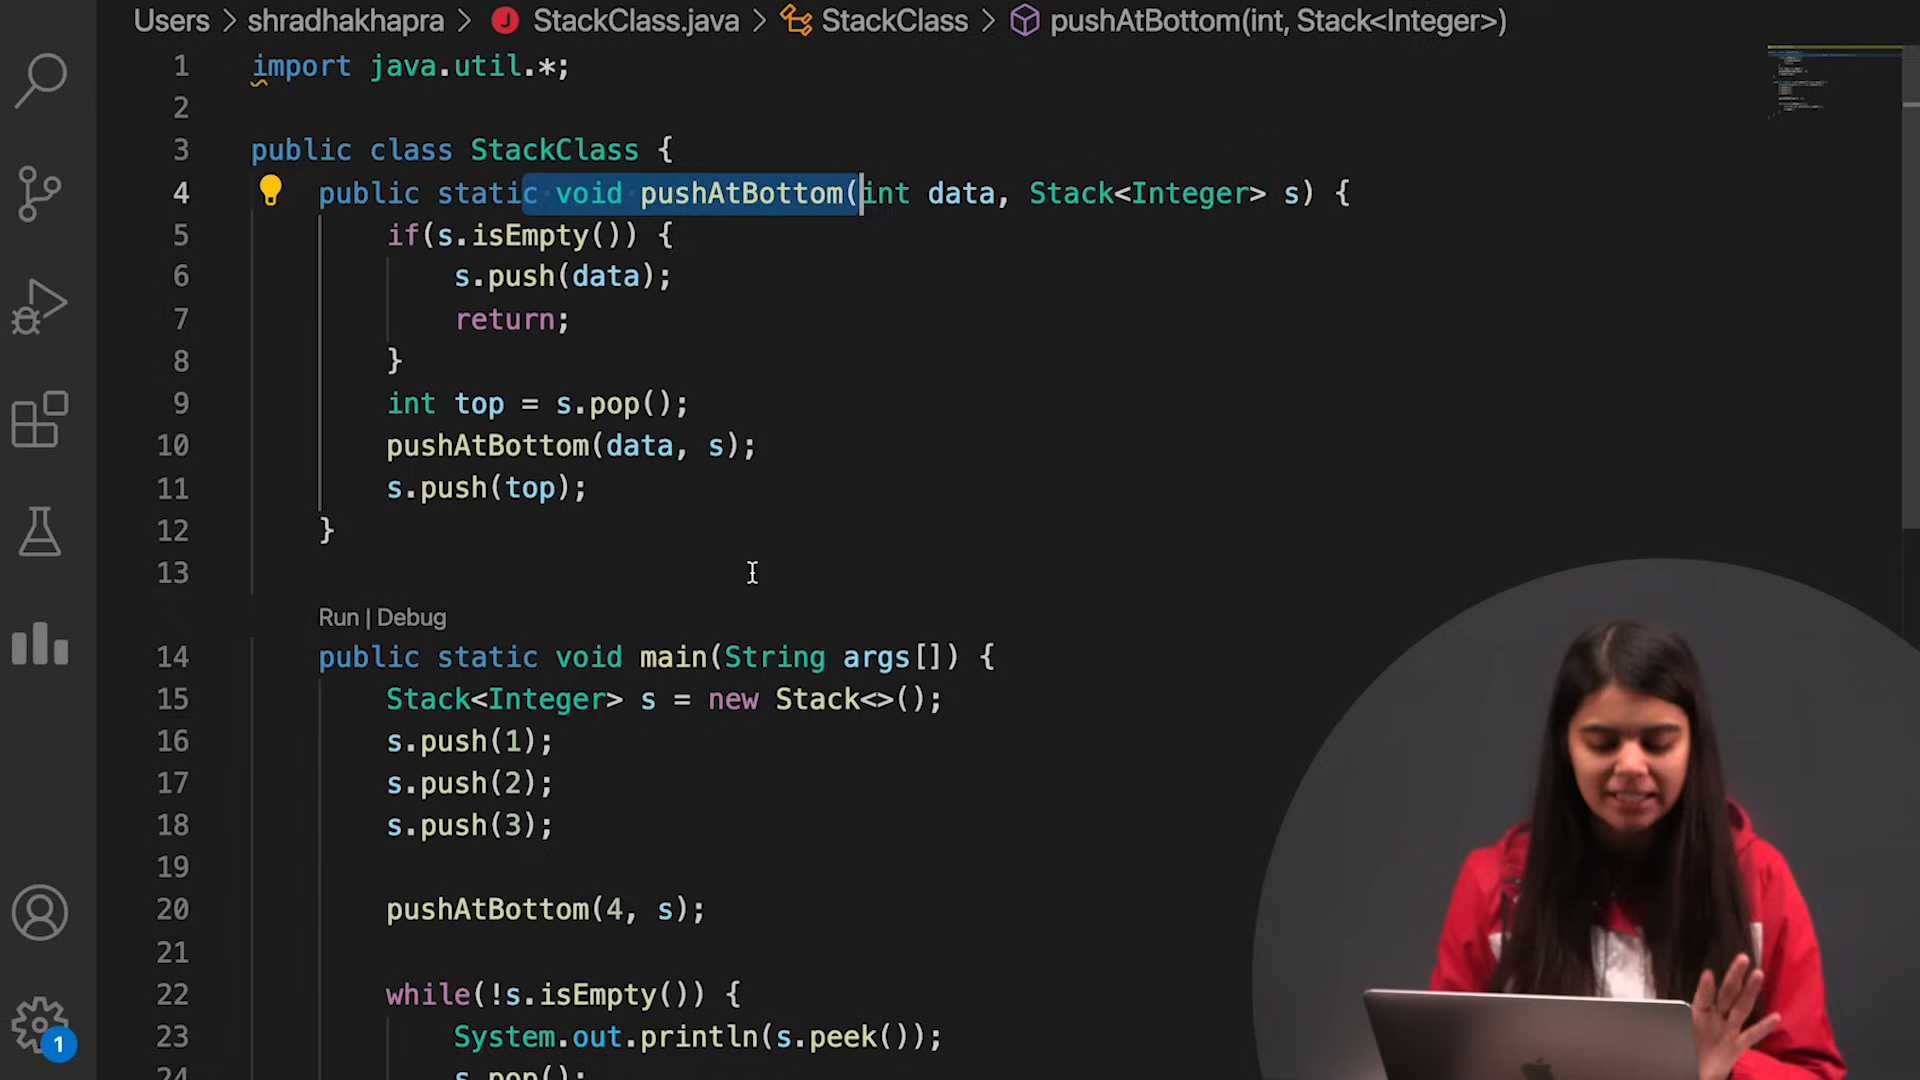 Users > shradhakhapra > J StackClass.java > StackClass > pushAtBottom(int, Stack<Integer>)
1 import java.util.*;
2
3 public class StackClass {
4 public static void pushAtBottom(int data, Stack<Integer> s) {
5 if(s.isEmpty()) {
6 s.push(data);
7 return;
8 }
9 int top = s.pop();
10 pushAtBottom(data, s);
11 s.push(top);
12 }
13
Run | Debug
14 public static void main(String args[]) {
15 Stack<Integer> s = new Stack<>();
16 s.push(1);
17 s.push(2);
18 s.push(3);
19
20 pushAtBottom(4, s);
21
22 while(!s.isEmpty()) {
23 System.out.println(s.peek());
24 s.pop();
1